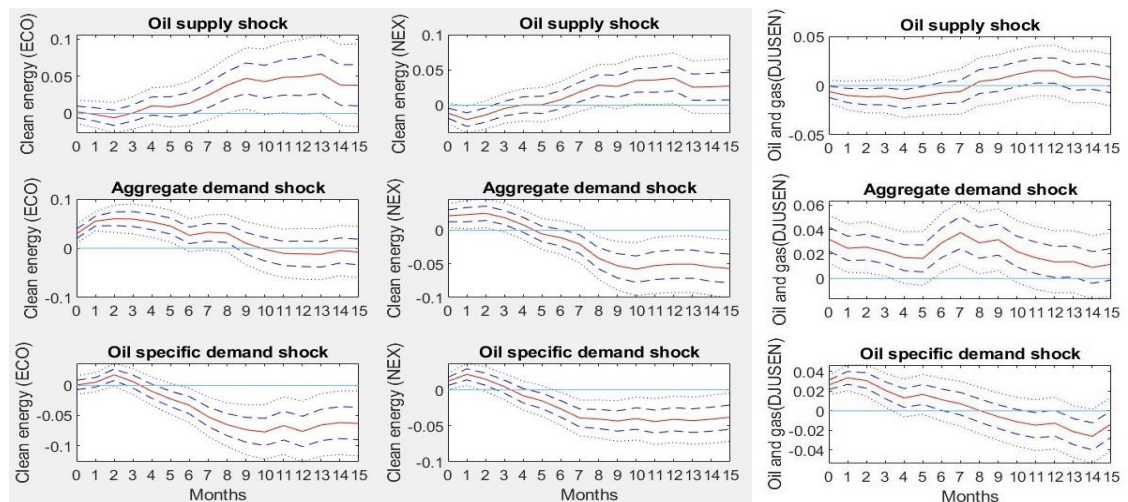 Oil supply shock
Clean energy (ECO)
0.1
0.05
0
0 1 2 3 4 5 6 7 8 9 10 11 12 13 14 15
Oil supply shock
Clean energy (NEX)
0.1
0.05
0
0 1 2 3 4 5 6 7 8 9 10 11 12 13 14 15
Oil supply shock
Oil and gas(DJUSEN)
0.05
0
-0.05
0 1 2 3 4 5 6 7 8 9 10 11 12 13 14 15
Aggregate demand shock
Clean energy (ECO)
0.1
0
-0.1
0 1 2 3 4 5 6 7 8 9 10 11 12 13 14 15
Aggregate demand shock
Clean energy (NEX)
0
-0.05
-0.1
0 1 2 3 4 5 6 7 8 9 10 11 12 13 14 15
Aggregate demand shock
Oil and gas(DJUSEN)
0.06
0.04
0.02
0
0 1 2 3 4 5 6 7 8 9 10 11 12 13 14 15
Oil specific demand shock
Clean energy (ECO)
0
-0.05
-0.1
0 1 2 3 4 5 6 7 8 9 10 11 12 13 14 15
Months
Oil specific demand shock
Clean energy (NEX)
0
-0.05
-0.1
0 1 2 3 4 5 6 7 8 9 10 11 12 13 14 15
Months
Oil specific demand shock
Oil and gas(DJUSEN)
0.04
0.02
0
-0.02
-0.04
0 1 2 3 4 5 6 7 8 9 10 11 12 13 14 15
Months